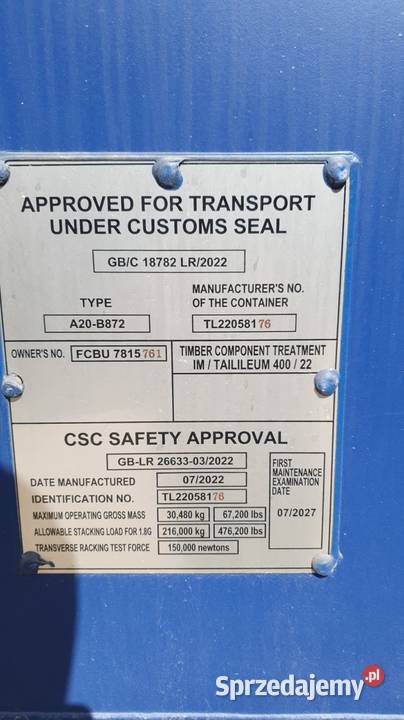 APPROVED FOR TRANSPORT
UNDER CUSTOMS SEAL
GB/C 18782 LR/2022
TYPE
MANUFACTURER'S NO.
OF THE CONTAINER
A20-B872
TL22058176
OWNER'S NO. FCBU 7815761
TIMBER COMPONENT TREATMENT
IM / TAILILEUM 400 / 22
CSC SAFETY APPROVAL
GB-LR 26633-03/2022
DATE MANUFACTURED 07/2022
IDENTIFICATION NO. TL22058176
MAXIMUM OPERATING GROSS MASS 30,480 kg 67,200 lbs
ALLOWABLE STACKING LOAD FOR 1.8G 216,000 kg 476,200 lbs
TRANSVERSE RACKING TEST FORCE 150,000 newtons
FIRST
MAINTENANCE
EXAMINATION
DATE
07/2027
Sprzedajemy.pl